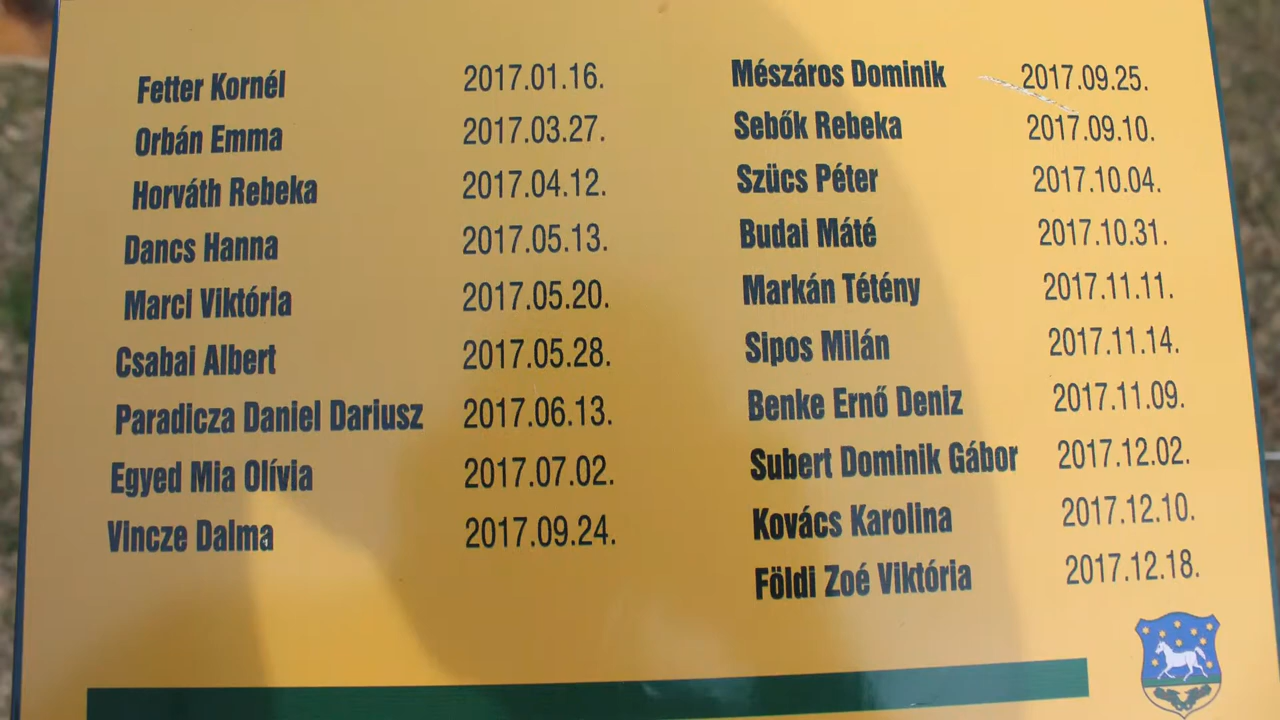 Fetter Kornél 2017.01.16.
Orbán Emma 2017.03.27.
Horváth Rebeka 2017.04.12.
Dancs Hanna 2017.05.13.
Marci Viktória 2017.05.20.
Csabai Albert 2017.05.28.
Paradicza Daniel Dariusz 2017.06.13.
Egyed Mia Olívia 2017.07.02.
Vincze Dalma 2017.09.24.
Mészáros Dominik 2017.09.25.
Sebők Rebeka 2017.09.10.
Szücs Péter 2017.10.04.
Budai Máté 2017.10.31.
Markán Tétény 2017.11.11.
Sipos Milán 2017.11.14.
Benke Ernő Deniz 2017.11.09.
Subert Dominik Gábor 2017.12.02.
Kovács Karolina 2017.12.10.
Földi Zoé Viktória 2017.12.18.